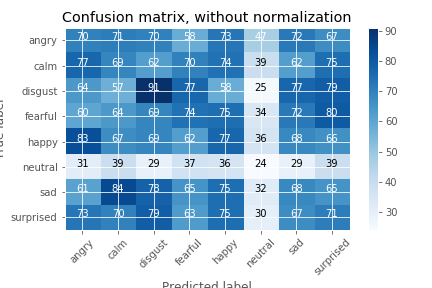 Confusion matrix, without normalization
angry 70 71 70 58 73 47 72 67
calm 77 69 62 70 74 39 62 75
disgust 64 57 91 77 58 25 77 79
fearful 60 64 69 74 75 34 72 80
happy 83 67 79 62 77 36 68 66
neutral 31 39 29 37 36 24 29 39
sad 61 84 78 65 75 32 68 65
surprised 73 70 79 63 75 30 67 71
angry calm disgust fearful happy neutral sad surprised
Predicted label
True label
90
80
70
60
50
40
30